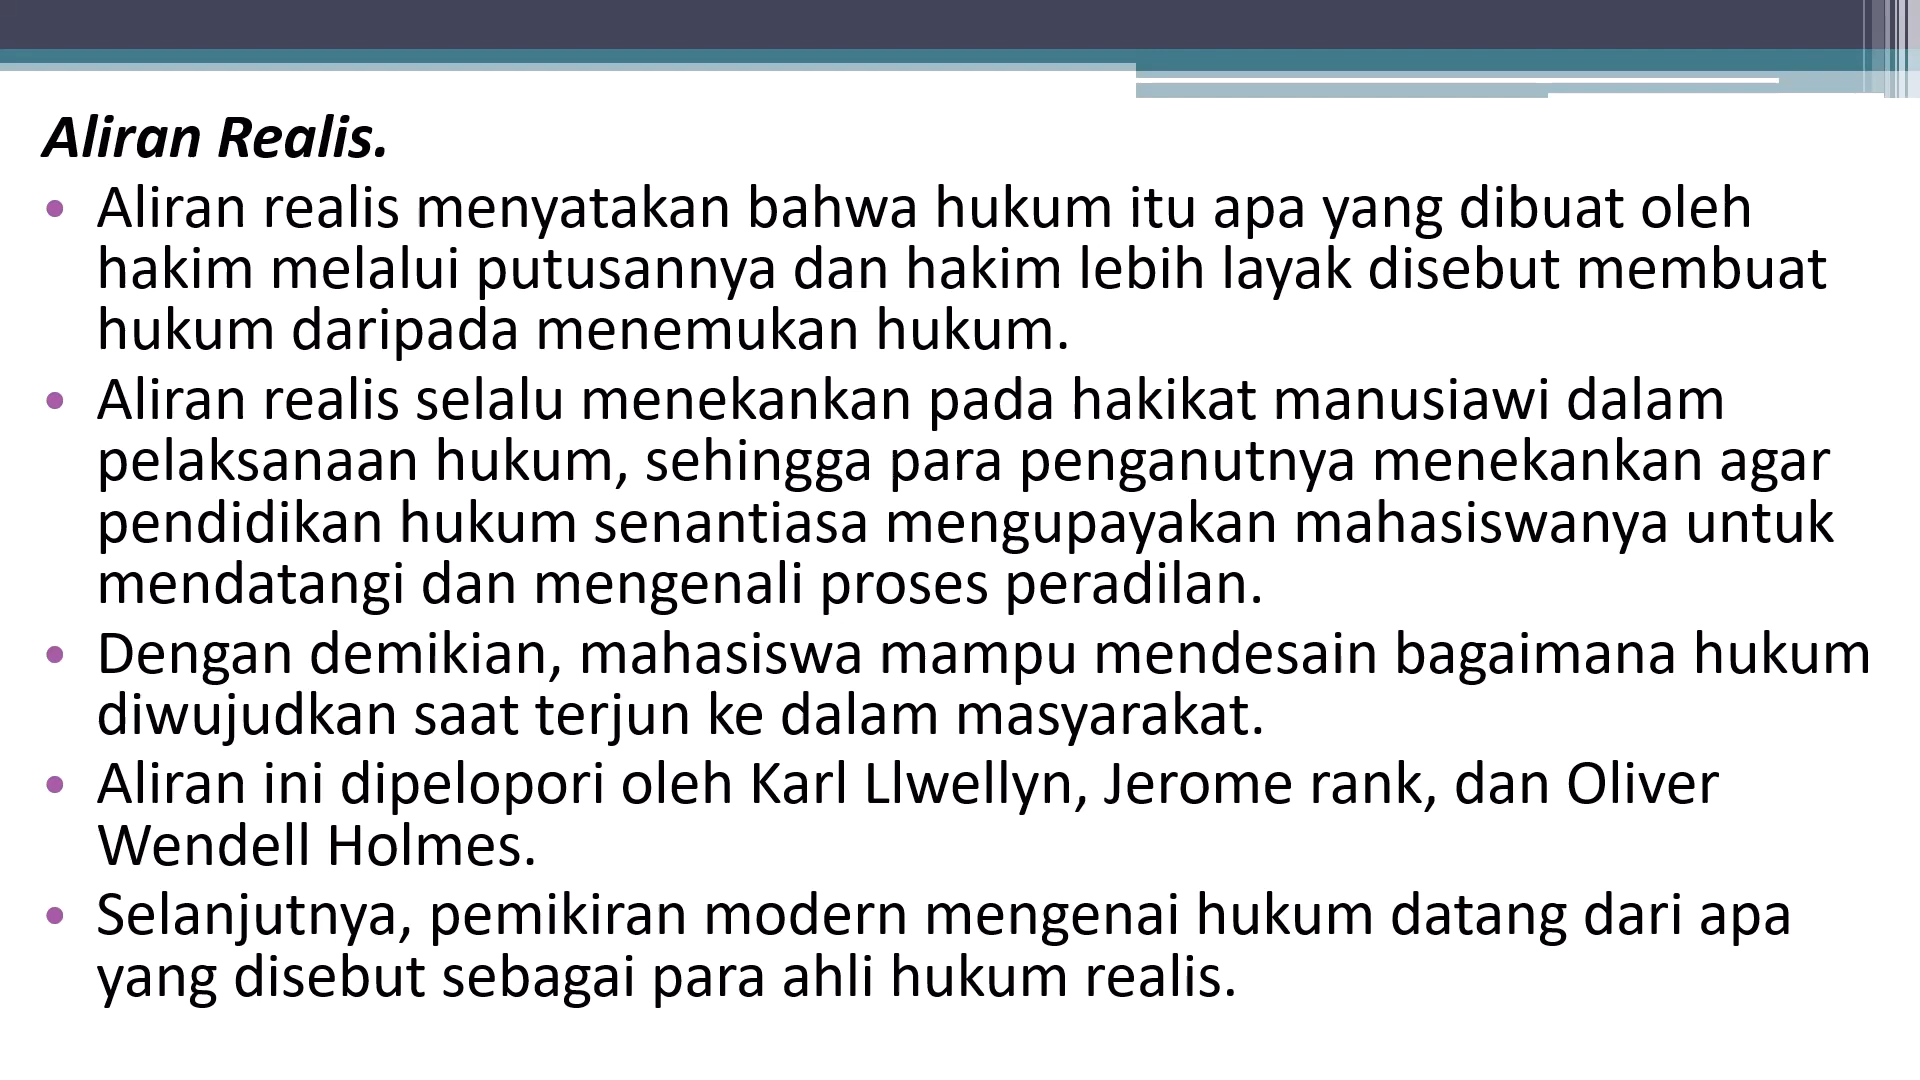 Aliran Realis.
• Aliran realis menyatakan bahwa hukum itu apa yang dibuat oleh
hakim melalui putusannya dan hakim lebih layak disebut membuat
hukum daripada menemukan hukum.
• Aliran realis selalu menekankan pada hakikat manusiawi dalam
pelaksanaan hukum, sehingga para penganutnya menekankan agar
pendidikan hukum senantiasa mengupayakan mahasiswanya untuk
mendatangi dan mengenali proses peradilan.
• Dengan demikian, mahasiswa mampu mendesain bagaimana hukum
diwujudkan saat terjun ke dalam masyarakat.
• Aliran ini dipelopori oleh Karl Llwellyn, Jerome rank, dan Oliver
Wendell Holmes.
• Selanjutnya, pemikiran modern mengenai hukum datang dari apa
yang disebut sebagai para ahli hukum realis.